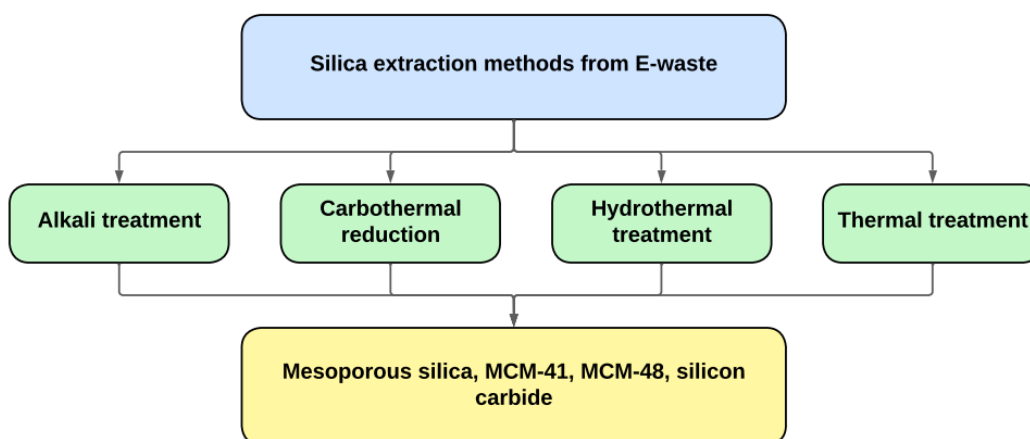 Silica extraction methods from E-waste
Alkali treatment
Carbothermal
reduction
Hydrothermal
treatment
Thermal treatment
Mesoporous silica, MCM-41, MCM-48, silicon
carbide